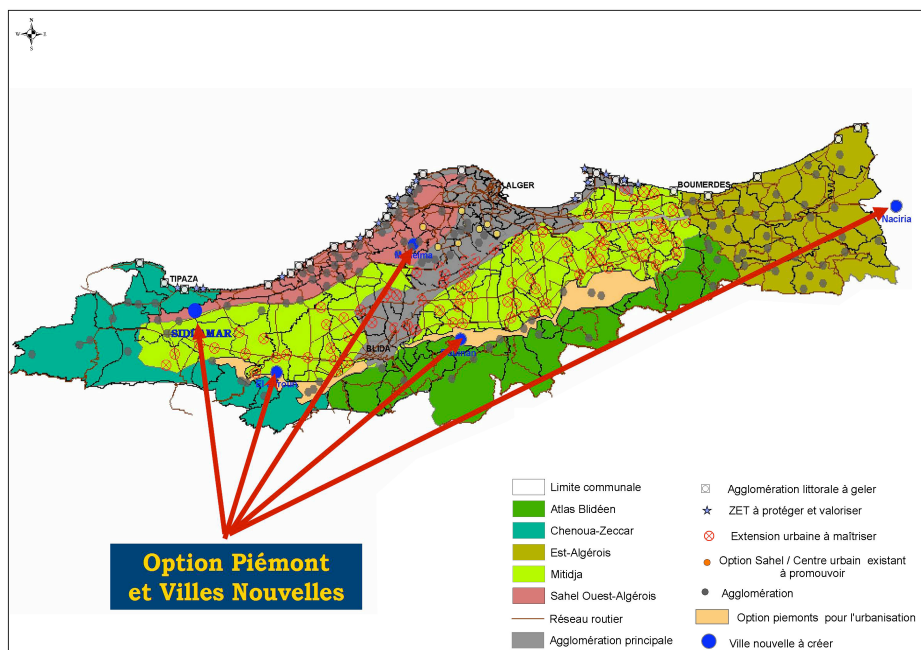 N
W E
S
ALGER
BOUMERDES
Naciria
TIPAZA
SIDI AMAR
BLIDA
Option Piémont
et Villes Nouvelles
Limite communale
Atlas Blidéen
Chenoua-Zeccar
Est-Algérois
Mitidja
Sahel Ouest-Algérois
Réseau routier
Agglomération principale
Agglomération littorale à geler
ZET à protéger et valoriser
Extension urbaine à maîtriser
Option Sahel / Centre urbain existant
à promouvoir
Agglomération
Option piemonts pour l'urbanisation
Ville nouvelle à créer